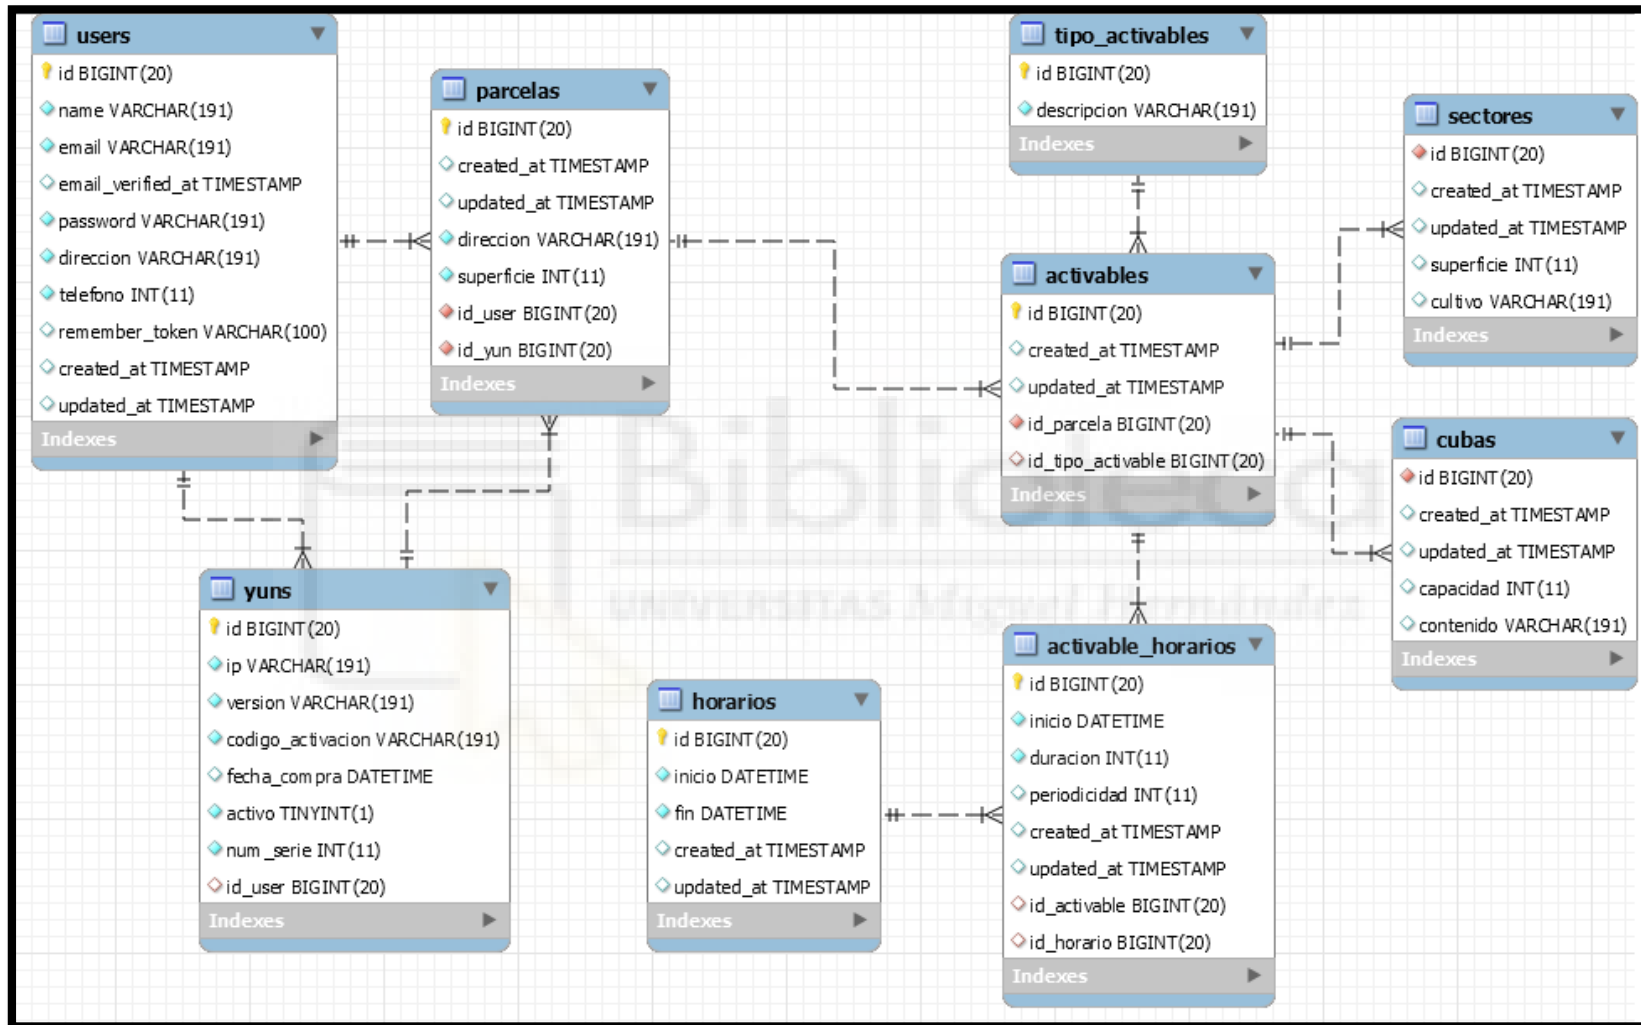 users
id BIGINT(20)
name VARCHAR(191)
email VARCHAR(191)
email_verified_at TIMESTAMP
password VARCHAR(191)
direccion VARCHAR(191)
telefono INT(11)
remember_token VARCHAR(100)
created_at TIMESTAMP
updated_at TIMESTAMP
Indexes
parcelas
id BIGINT(20)
created_at TIMESTAMP
updated_at TIMESTAMP
direccion VARCHAR(191)
superficie INT(11)
id_user BIGINT(20)
id_yun BIGINT(20)
Indexes
tipo_activables
id BIGINT(20)
descripcion VARCHAR(191)
Indexes
sectores
id BIGINT(20)
created_at TIMESTAMP
updated_at TIMESTAMP
superficie INT(11)
cultivo VARCHAR(191)
Indexes
activables
id BIGINT(20)
created_at TIMESTAMP
updated_at TIMESTAMP
id_parcela BIGINT(20)
id_tipo_activable BIGINT(20)
Indexes
cubas
id BIGINT(20)
created_at TIMESTAMP
updated_at TIMESTAMP
capacidad INT(11)
contenido VARCHAR(191)
Indexes
Biblioteca
UNIVERSITAS Miguel Hernández
yuns
id BIGINT(20)
ip VARCHAR(191)
version VARCHAR(191)
codigo_activacion VARCHAR(191)
fecha_compra DATETIME
activo TINYINT(1)
num_serie INT(11)
id_user BIGINT(20)
Indexes
horarios
id BIGINT(20)
inicio DATETIME
fin DATETIME
created_at TIMESTAMP
updated_at TIMESTAMP
Indexes
activable_horarios
id BIGINT(20)
inicio DATETIME
duracion INT(11)
periodicidad INT(11)
created_at TIMESTAMP
updated_at TIMESTAMP
id_activable BIGINT(20)
id_horario BIGINT(20)
Indexes